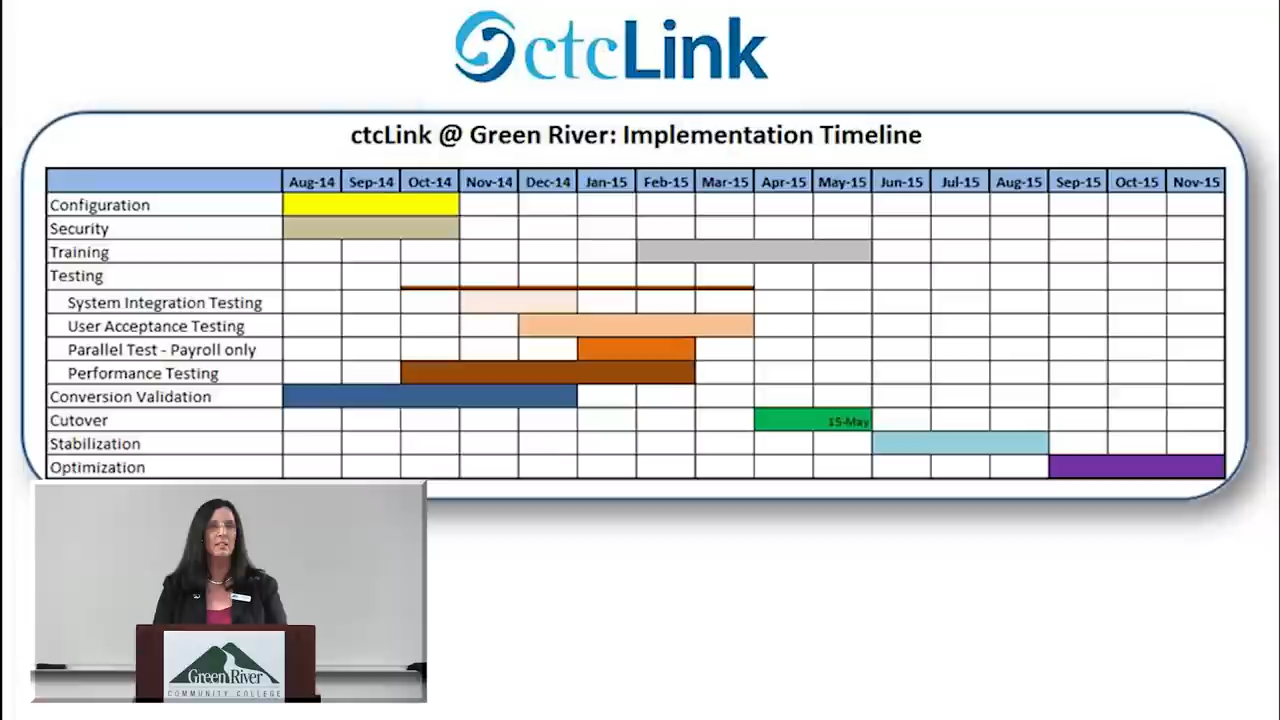 ctcLink
ctcLink @ Green River: Implementation Timeline
Aug-14 Sep-14 Oct-14 Nov-14 Dec-14 Jan-15 Feb-15 Mar-15 Apr-15 May-15 Jun-15 Jul-15 Aug-15 Sep-15 Oct-15 Nov-15
Configuration
Security
Training
Testing
System Integration Testing
User Acceptance Testing
Parallel Test - Payroll only
Performance Testing
Conversion Validation
Cutover 15-May
Stabilization
Optimization
Green River
COMMUNITY COLLEGE